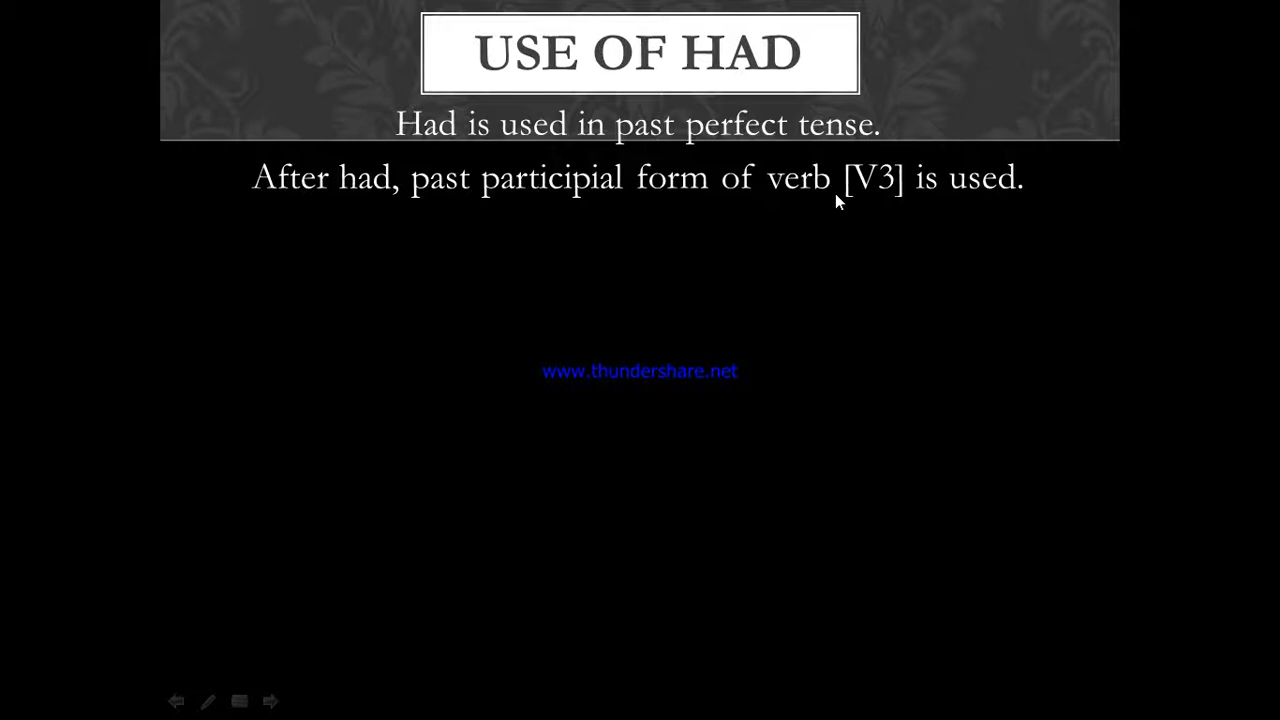 USE OF HAD
Had is used in past perfect tense.
After had, past participial form of verb [V3] is used.
www.thundershare.net